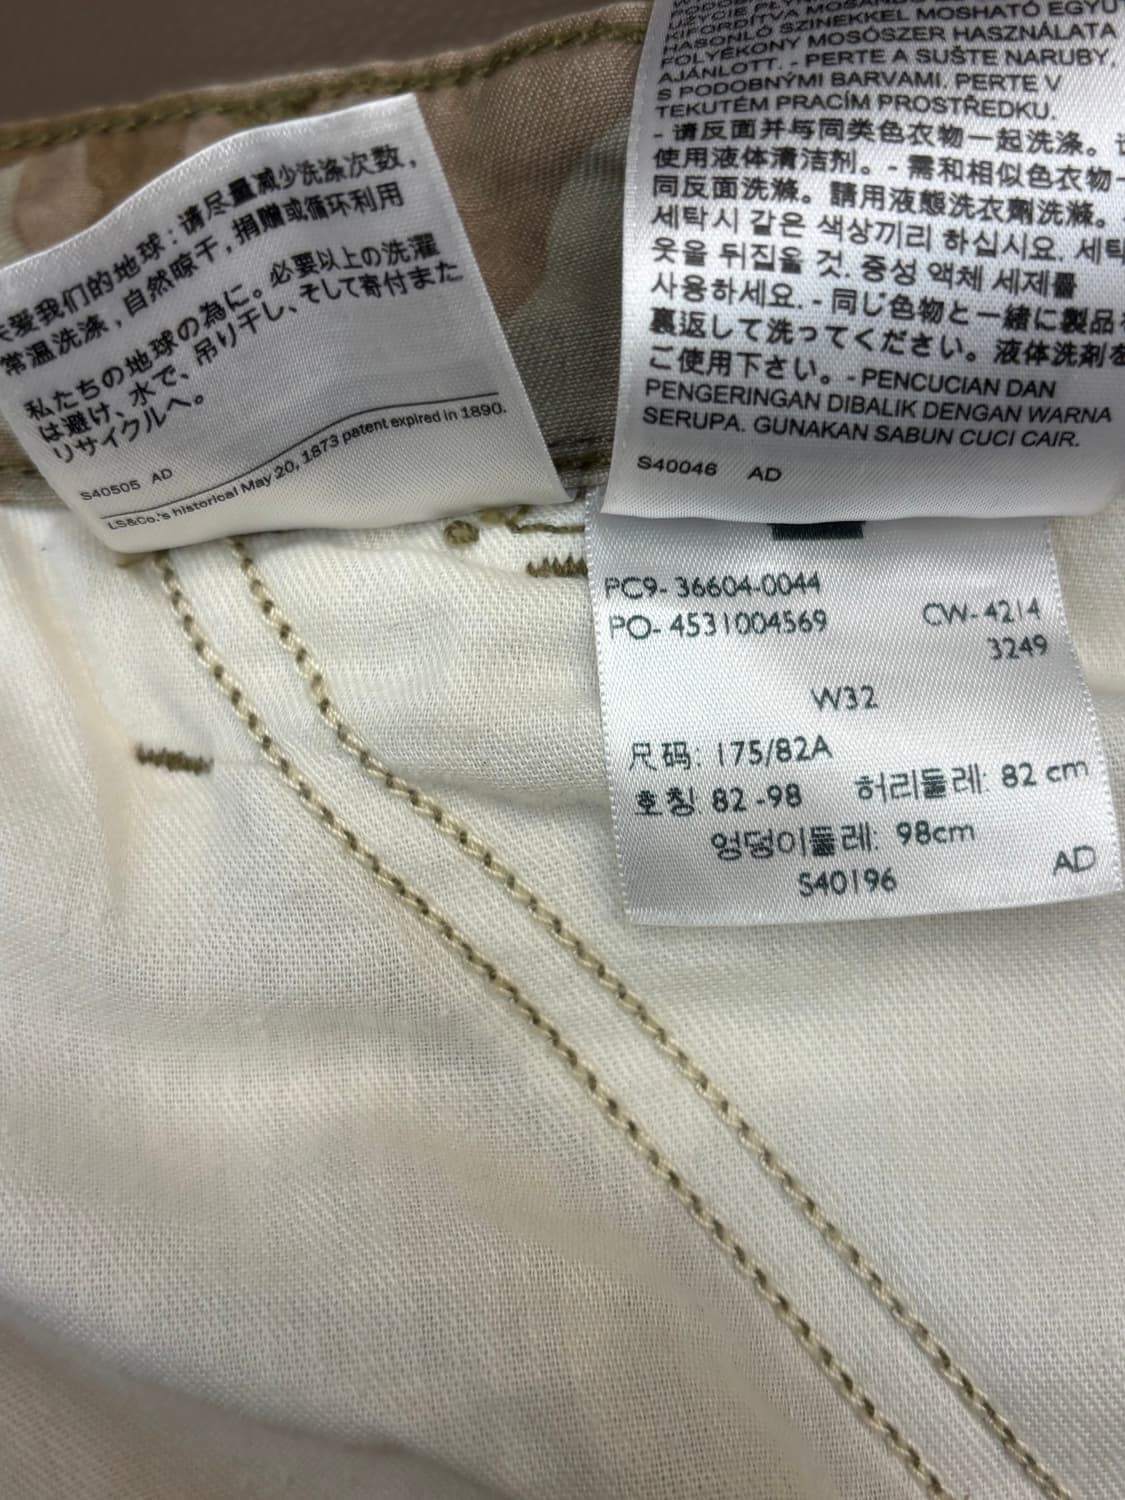 爱我们的地球：请尽量减少洗涤次数，
常温洗涤，自然晾干，捐赠或循环利用
私たちの地球の為に。必要以上の洗濯
は避け、水で、吊り干し、そして寄付また
リサイクルへ。
S40505 AD
LS&Co.'s historical May 20, 1873 patent expired in 1890.
KIFORDÍTVA MOSHATÓ EGYÜ
HASONLÓ SZINEKKEL
FOLYÉKONY MOSÓSZER HASZNÁLATA
AJÁNLOTT. - PERTE A SUŠTE NARUBY,
S PODOBNÝMI BARVAMI. PERTE V
TEKUTÉM PRACÍM PROSTŘEDKU.
- 请反面并与同类色衣物一起洗涤。
使用液体清洁剂。- 需和相似色衣物一
同反面洗滌。請用液態洗衣劑洗滌。
세탁시 같은 색상끼리 하십시요. 세탁
옷을 뒤집을 것. 중성 액체 세제를
사용하세요. - 同じ色物と一緒に製品
裏返して洗ってください。液体洗剤を
ご使用下さい。- PENCUCIAN DAN
PENGERINGAN DIBALIK DENGAN WARNA
SERUPA. GUNAKAN SABUN CUCI CAIR.
S40046 AD
PC9- 36604-0044
PO- 4531004569 CW- 4214
3249
W32
尺码: 175/82A
호칭: 82 -98 허리둘레: 82 cm
엉덩이둘레: 98cm
S40196 AD